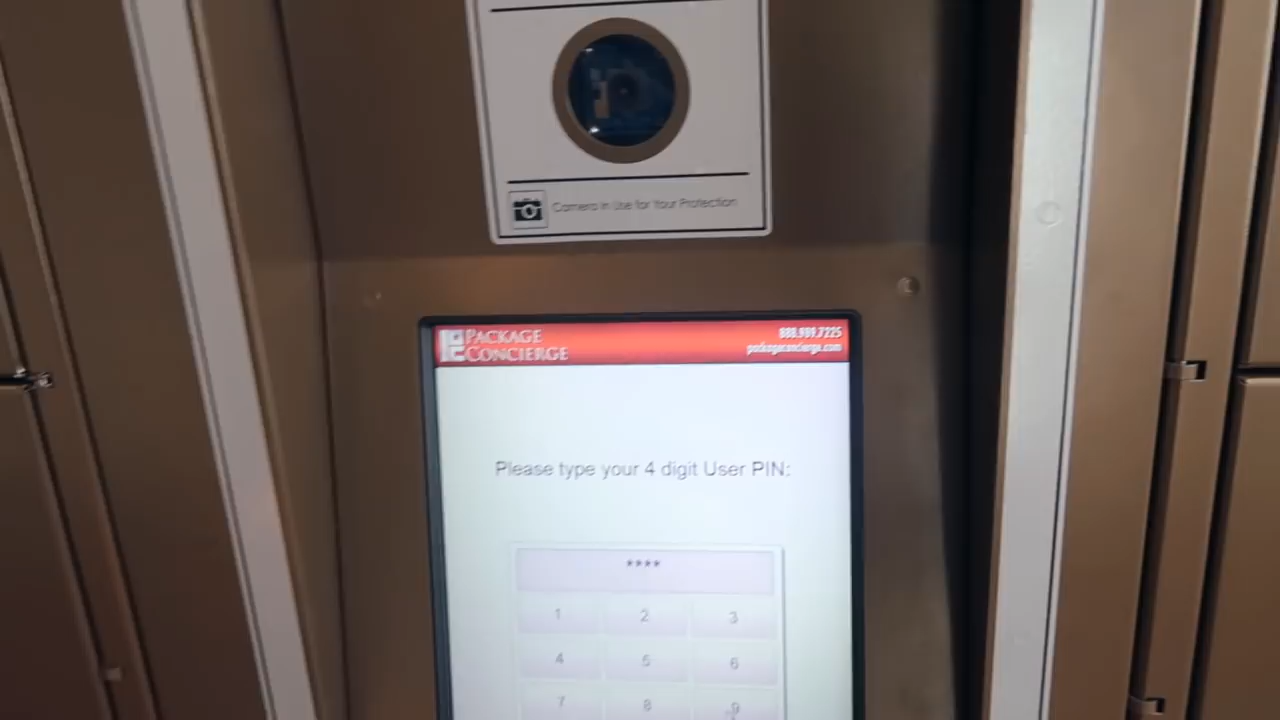 Camera In Use for Your Protection
PACKAGE
CONCIERGE
888.989.7225
packageconcierge.com
Please type your 4 digit User PIN:
****
1 2 3
4 5 6
7 8 9